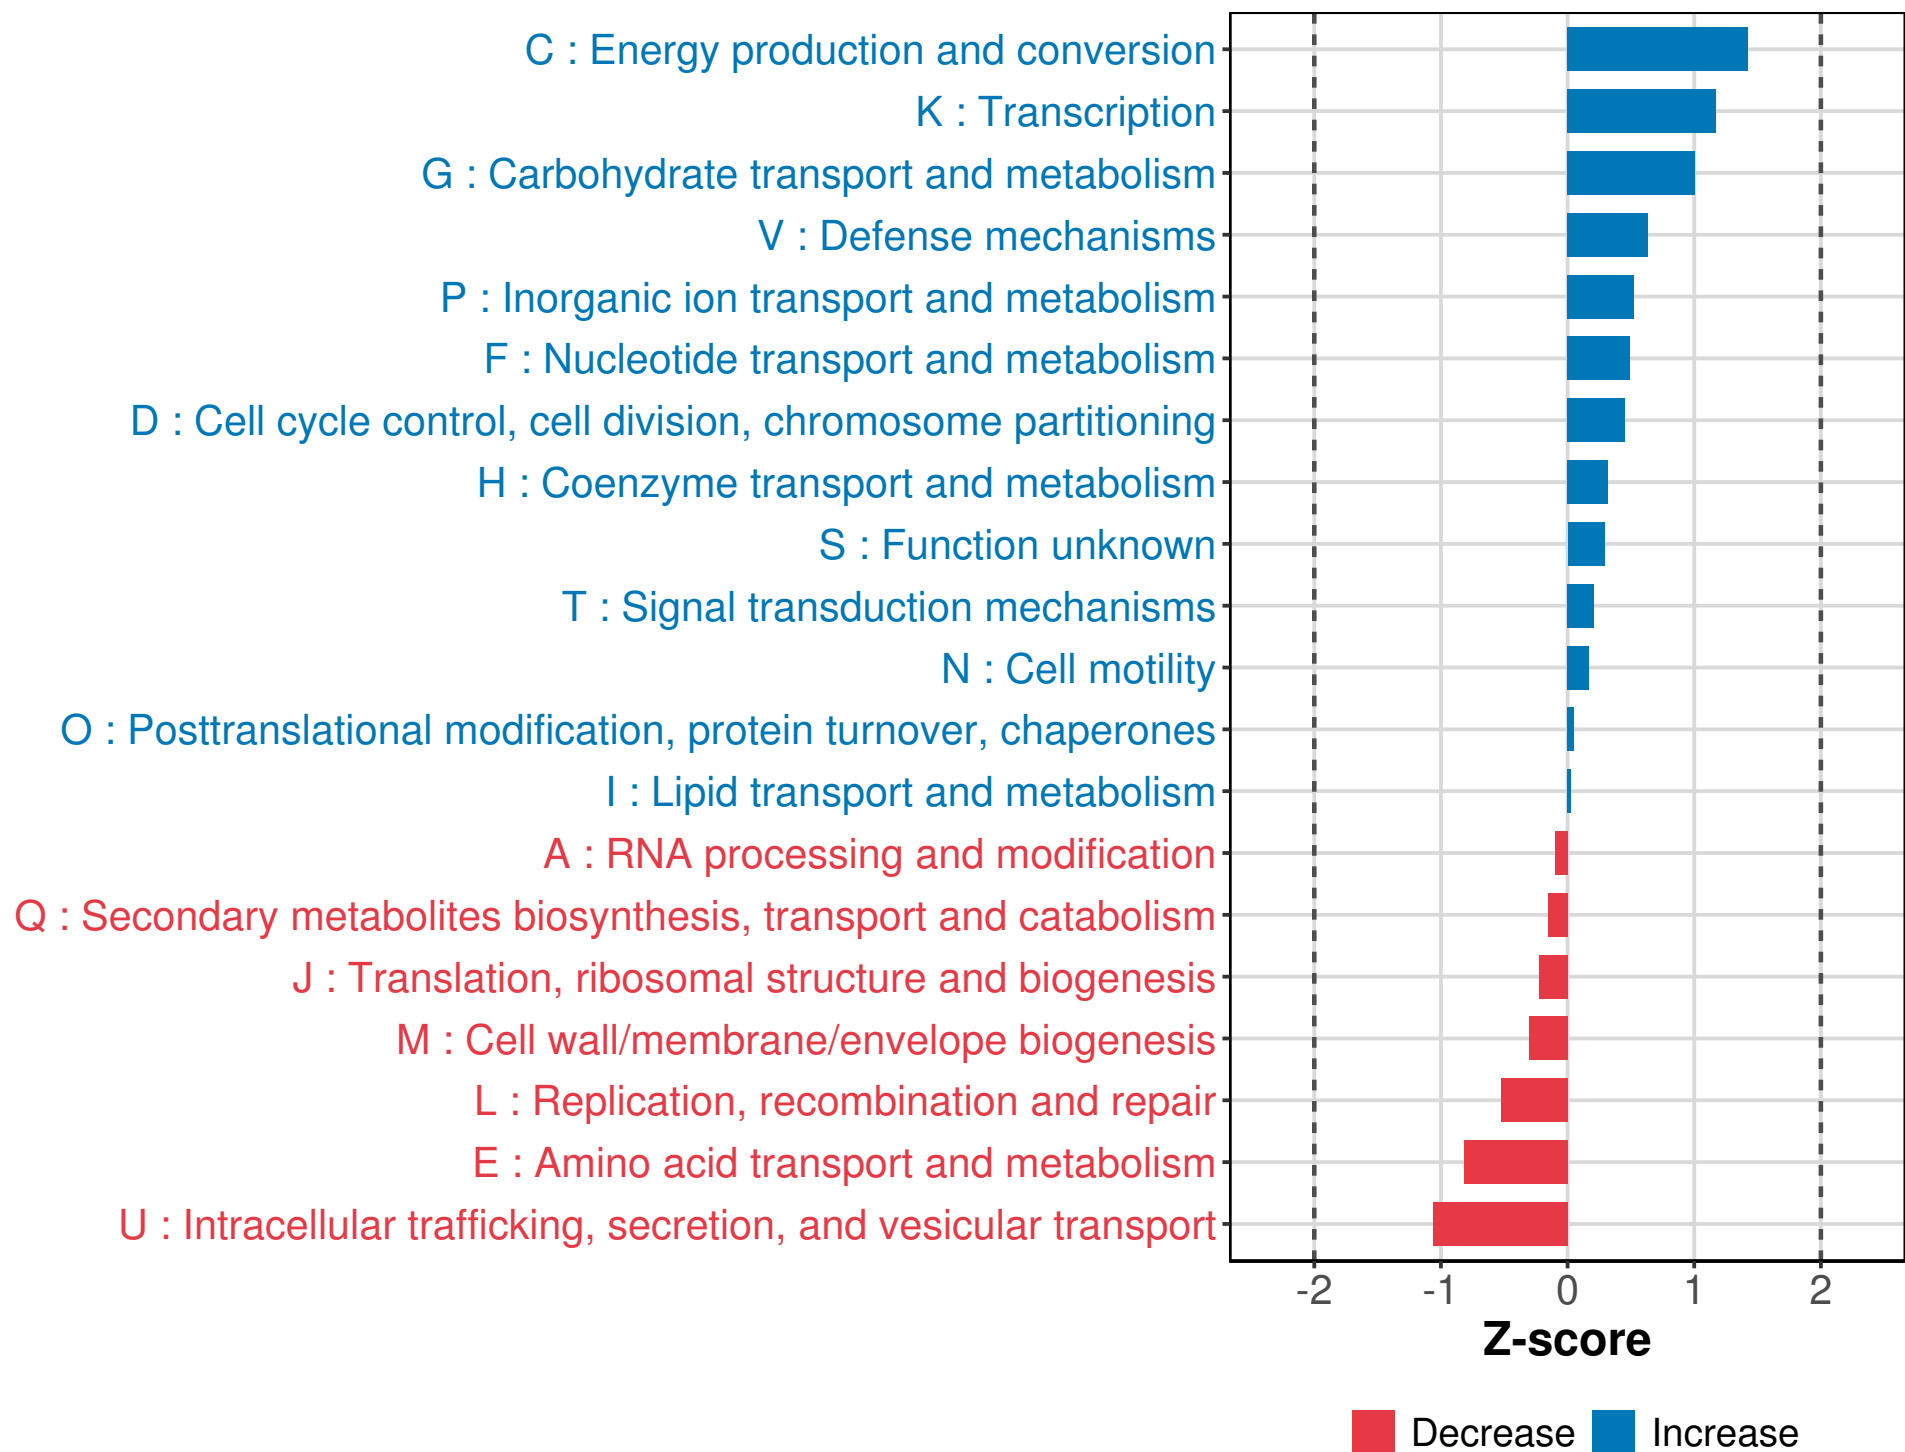 C : Energy production and conversion
K : Transcription
G : Carbohydrate transport and metabolism
V : Defense mechanisms
P : Inorganic ion transport and metabolism
F : Nucleotide transport and metabolism
D : Cell cycle control, cell division, chromosome partitioning
H : Coenzyme transport and metabolism
S : Function unknown
T : Signal transduction mechanisms
N : Cell motility
O : Posttranslational modification, protein turnover, chaperones
I : Lipid transport and metabolism
A : RNA processing and modification
Q : Secondary metabolites biosynthesis, transport and catabolism
J : Translation, ribosomal structure and biogenesis
M : Cell wall/membrane/envelope biogenesis
L : Replication, recombination and repair
E : Amino acid transport and metabolism
U : Intracellular trafficking, secretion, and vesicular transport
-2 -1 0 1 2
Z-score
Decrease Increase